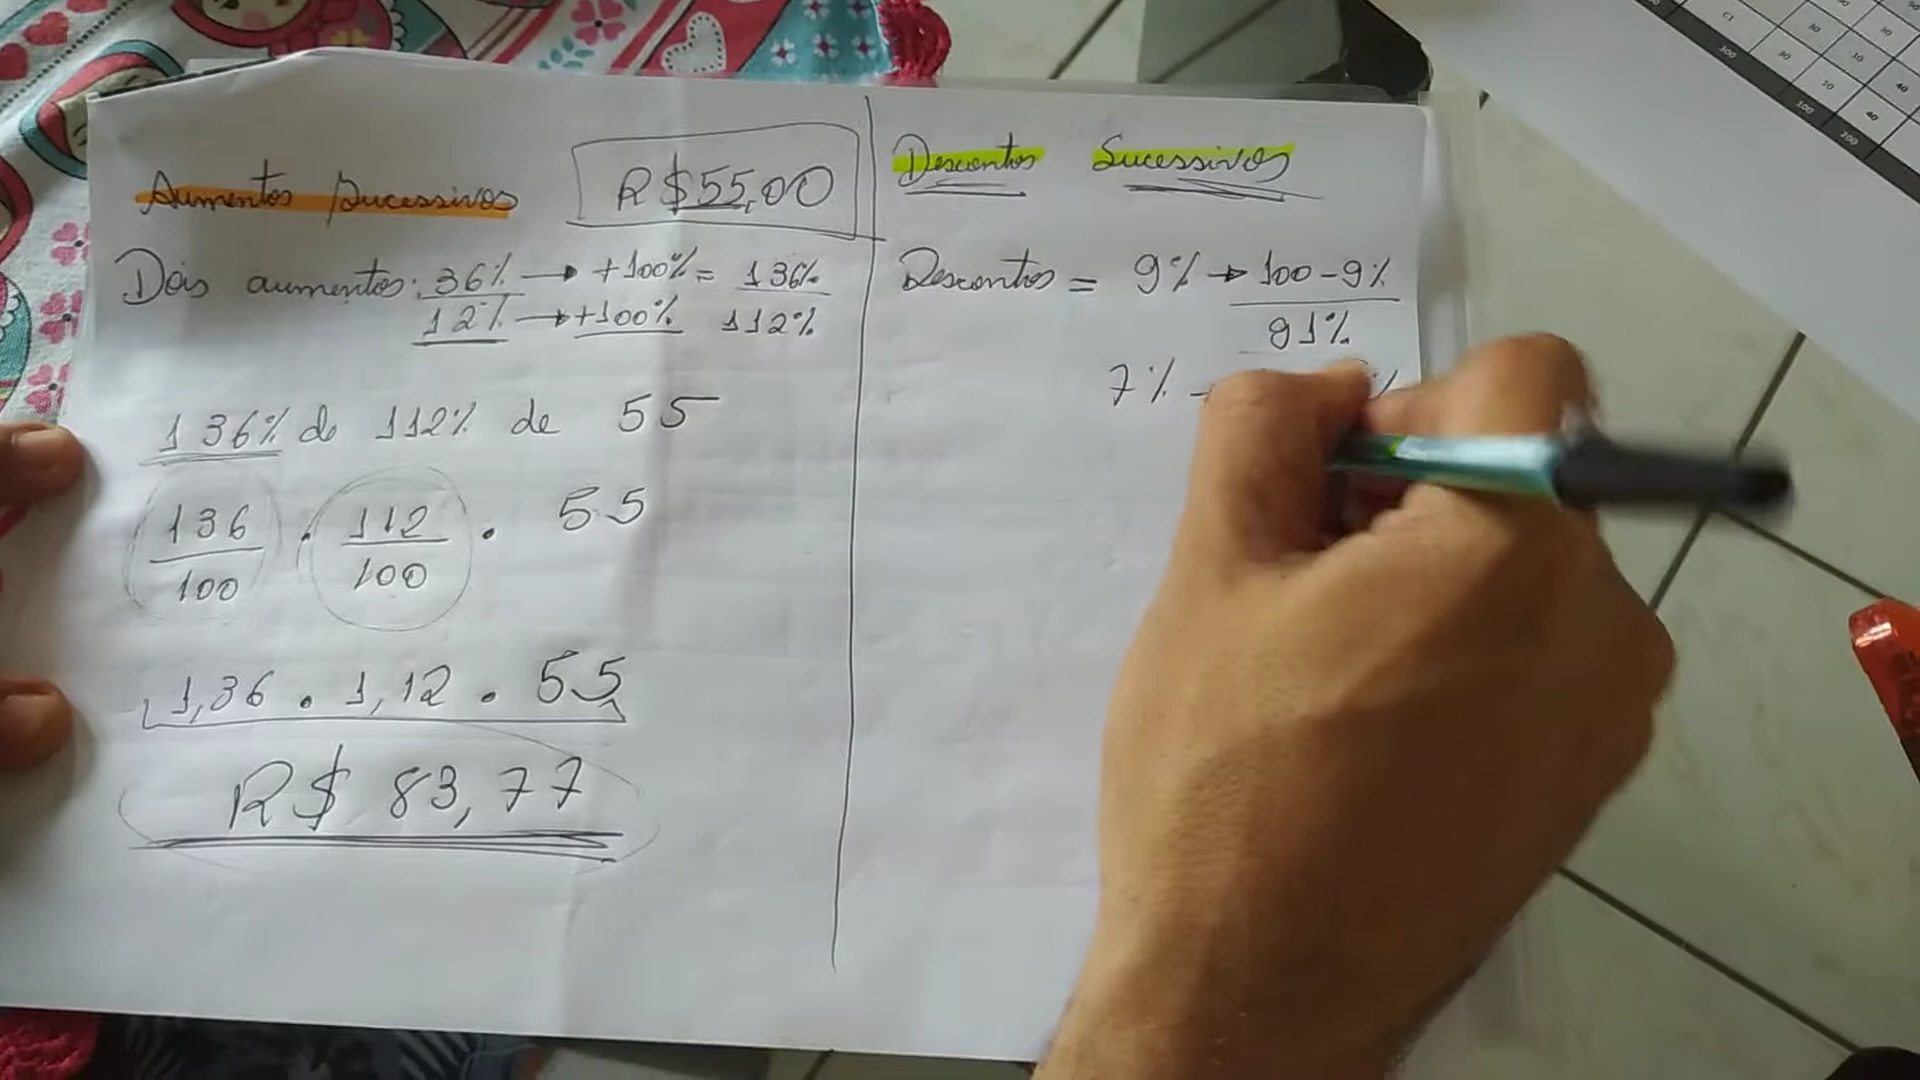 Aumentos Sucessivos R$55,00
Dois aumentos: 36% → +100% = 136%
12% → +100% 112%
136% de 112% de 55
136/100 . 112/100 . 55
1,36 . 1,12 . 55
R$ 83,77
Descontos Sucessivos
Descontos = 9% → 100-9%
91%
7%
C1